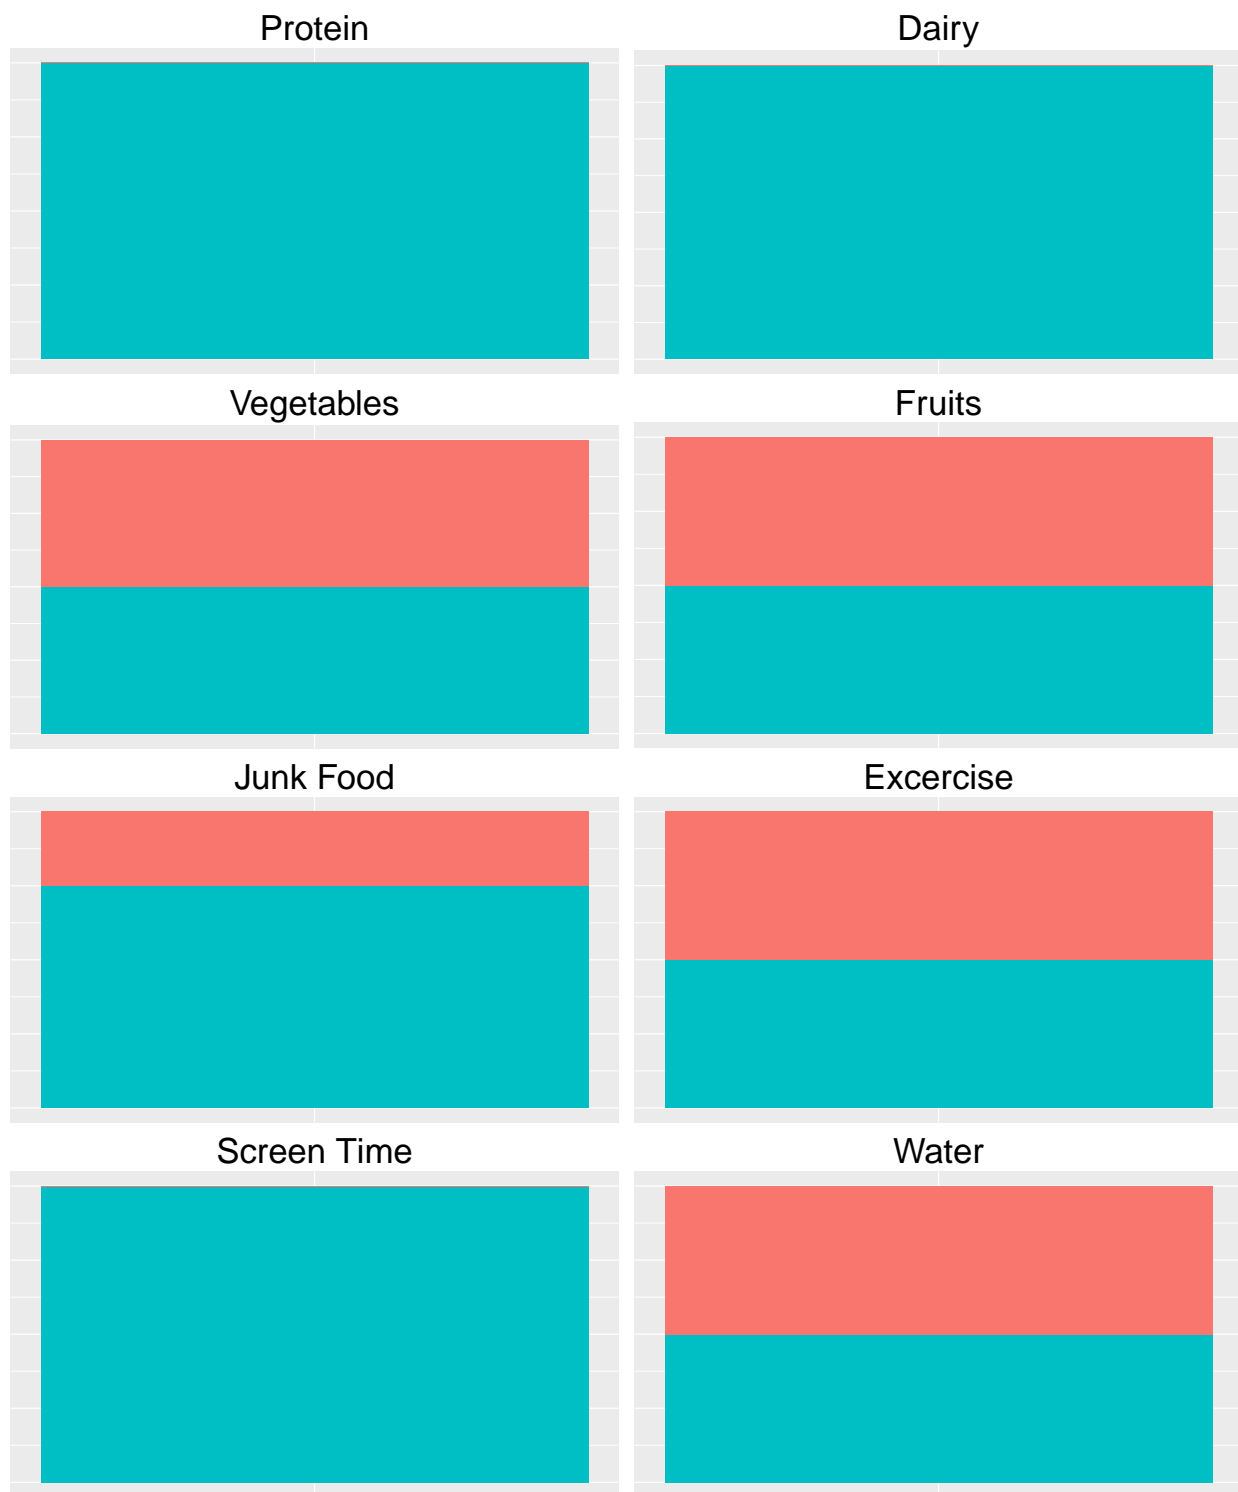 Protein
Dairy
Vegetables
Fruits
Junk Food
Excercise
Screen Time
Water